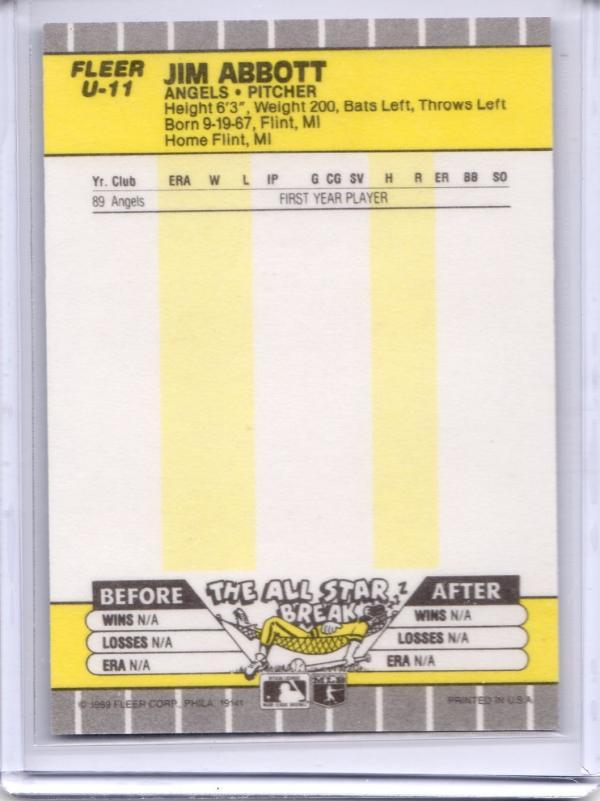 FLEER
U-11
JIM ABBOTT
ANGELS • PITCHER
Height 6'3", Weight 200, Bats Left, Throws Left
Born 9-19-67, Flint, MI
Home Flint, MI
Yr. Club ERA W L IP G CG SV H R ER BB SO
89 Angels FIRST YEAR PLAYER
BEFORE THE ALL STAR BREAK AFTER
WINS N/A WINS N/A
LOSSES N/A LOSSES N/A
ERA N/A ERA N/A
© 1989 FLEER CORP., PHILA. 19141 PRINTED IN U.S.A.
MLB